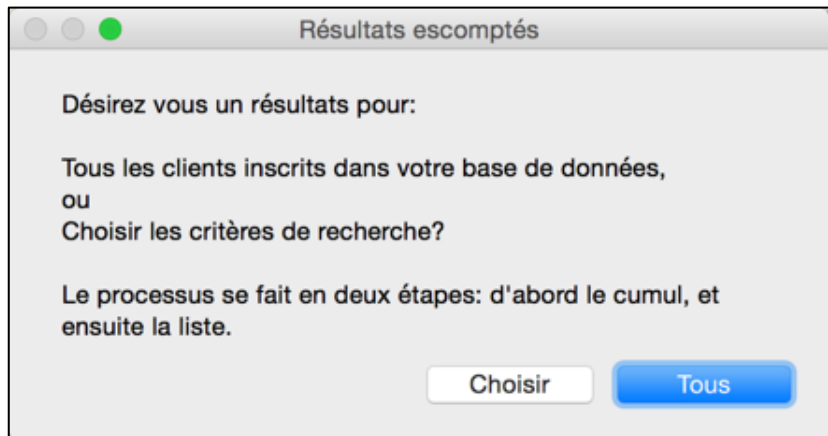 Résultats escomptés
Désirez vous un résultats pour:
Tous les clients inscrits dans votre base de données,
ou
Choisir les critères de recherche?
Le processus se fait en deux étapes: d'abord le cumul, et
ensuite la liste.
Choisir
Tous